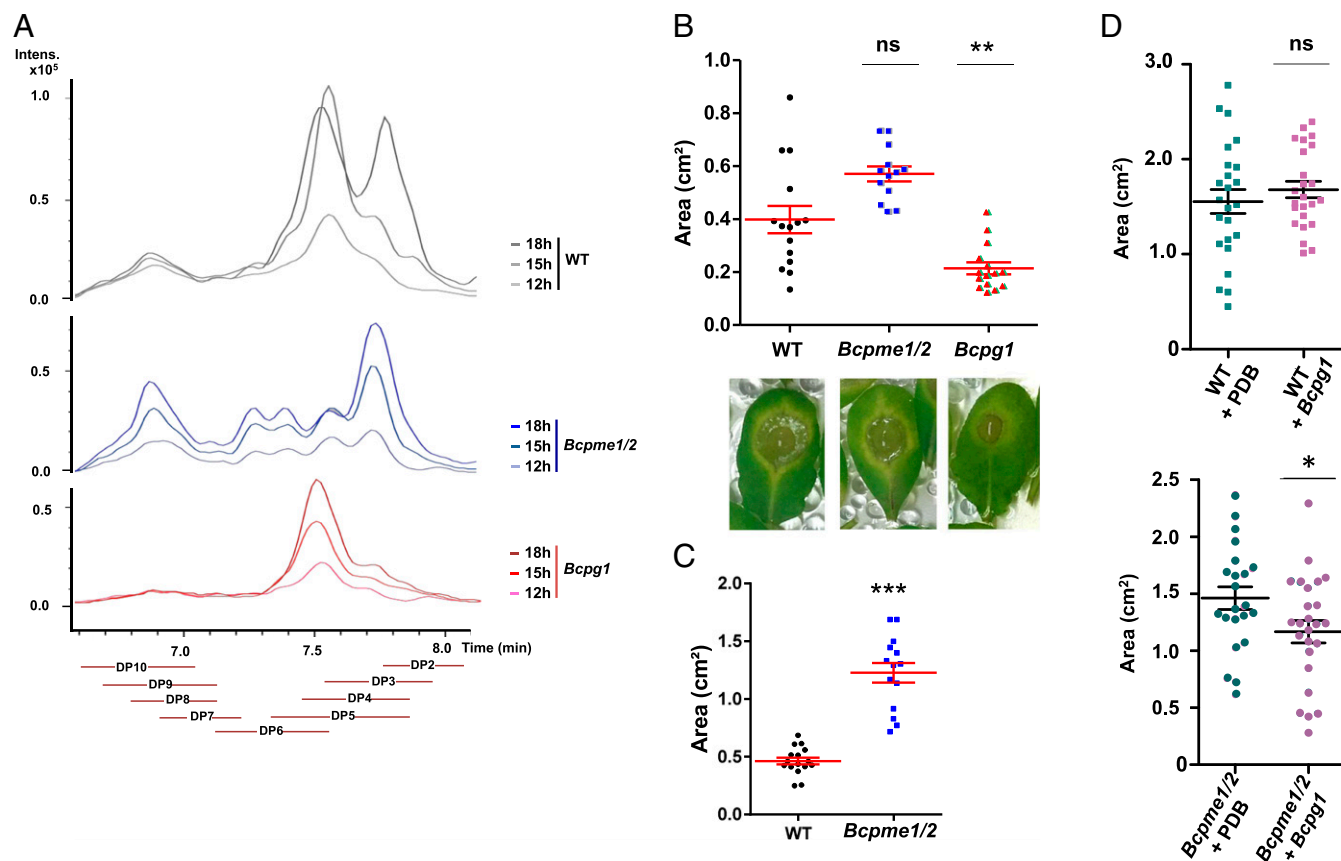 A
Intens.
x10⁵
1.0
0.5
0.0
18h
15h
12h
WT
0.5
0.0
18h
15h
12h
Bcpme1/2
0.5
0.0
18h
15h
12h
Bcpg1
7.0
7.5
8.0
Time (min)
DP10
DP2
DP9
DP3
DP8
DP4
DP7
DP5
DP6
B
ns
**
1.0
0.8
0.6
0.4
0.2
0.0
Area (cm²)
WT
Bcpme1/2
Bcpg1
C
***
2.0
1.5
1.0
0.5
0.0
Area (cm²)
WT
Bcpme1/2
D
ns
3.0
2.0
1.0
0
Area (cm²)
WT
+ PDB
WT
+ Bcpg1
*
2.5
2.0
1.5
1.0
0.5
0
Area (cm²)
Bcpme1/2
+ PDB
Bcpme1/2
+ Bcpg1